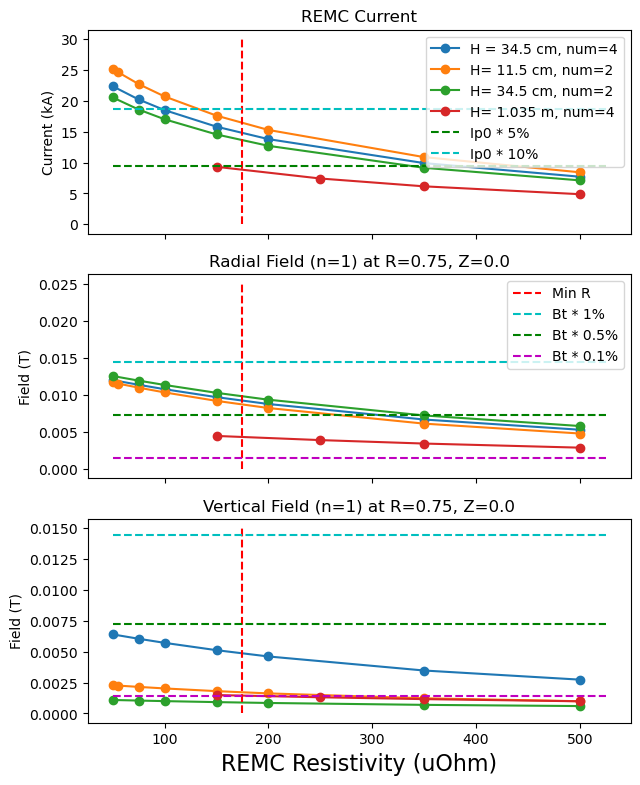 REMC Current
30
25
20
15
10
5
0
Current (kA)
H = 34.5 cm, num=4
H= 11.5 cm, num=2
H= 34.5 cm, num=2
H= 1.035 m, num=4
Ip0 * 5%
Ip0 * 10%
Radial Field (n=1) at R=0.75, Z=0.0
0.025
0.020
0.015
0.010
0.005
0.000
Field (T)
Min R
Bt * 1%
Bt * 0.5%
Bt * 0.1%
Vertical Field (n=1) at R=0.75, Z=0.0
0.0150
0.0125
0.0100
0.0075
0.0050
0.0025
0.0000
Field (T)
100 200 300 400 500
REMC Resistivity (uOhm)